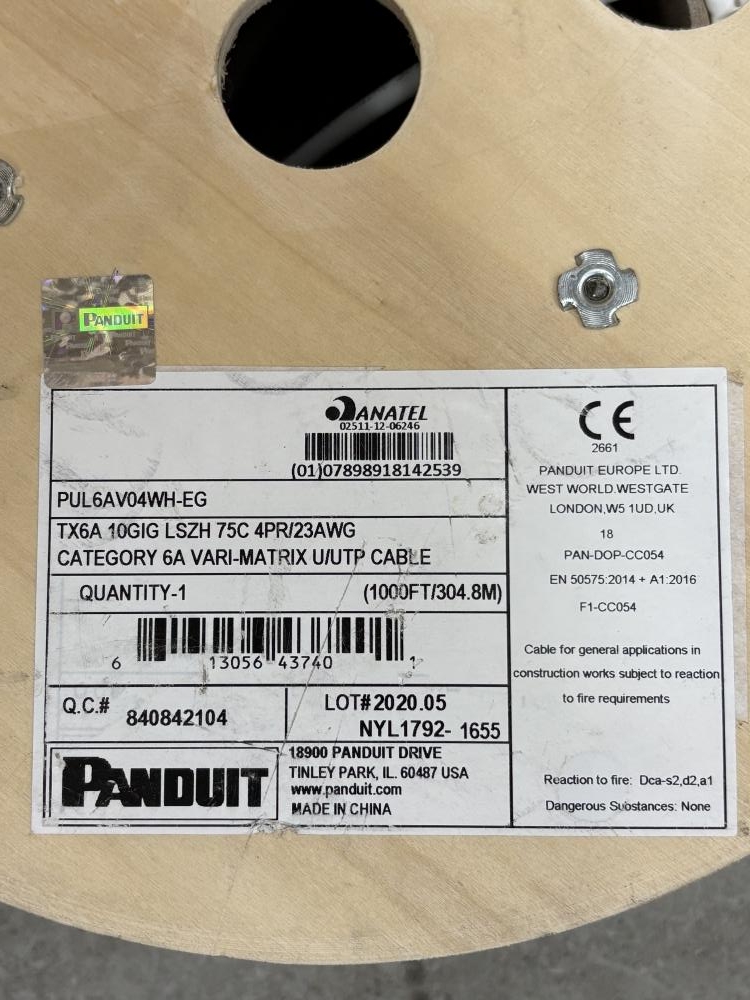 PANDUIT
ANATEL
02511-12-06246
(01)07898918142539
PUL6AV04WH-EG
TX6A 10GIG LSZH 75C 4PR/23AWG
CATEGORY 6A VARI-MATRIX U/UTP CABLE
QUANTITY-1 (1000FT/304.8M)
6 13056 43740 1
Q.C.# 840842104
LOT# 2020.05
NYL1792- 1655
PANDUIT
18900 PANDUIT DRIVE
TINLEY PARK, IL. 60487 USA
www.panduit.com
MADE IN CHINA
CE
2661
PANDUIT EUROPE LTD.
WEST WORLD.WESTGATE
LONDON,W5 1UD,UK
18
PAN-DOP-CC054
EN 50575:2014 + A1:2016
F1-CC054
Cable for general applications in
construction works subject to reaction
to fire requirements
Reaction to fire: Dca-s2,d2,a1
Dangerous Substances: None